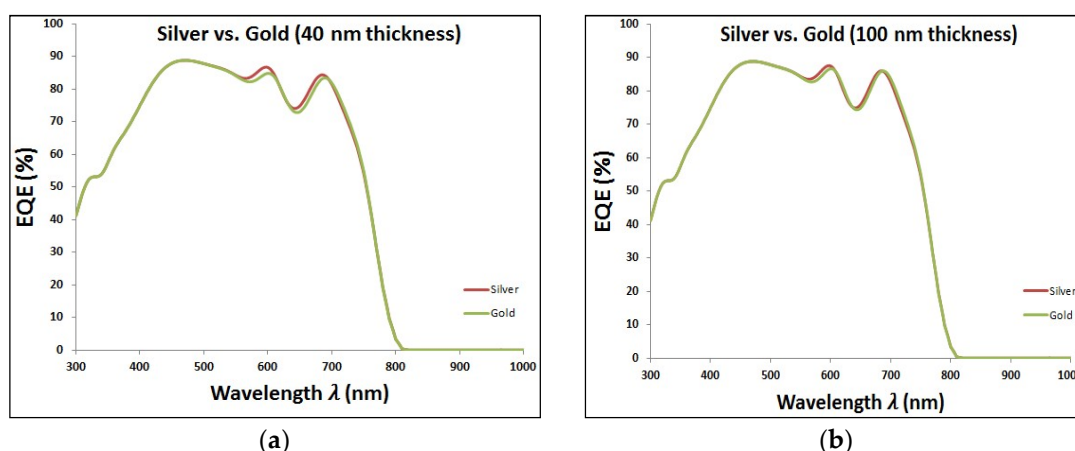 Silver vs. Gold (40 nm thickness)
EQE (%)
100
90
80
70
60
50
40
30
20
10
0
300 400 500 600 700 800 900 1000
Wavelength λ (nm)
Silver
Gold
(a)
Silver vs. Gold (100 nm thickness)
EQE (%)
100
90
80
70
60
50
40
30
20
10
0
300 400 500 600 700 800 900 100
Wavelength λ (nm)
Silver
Gold
(b)